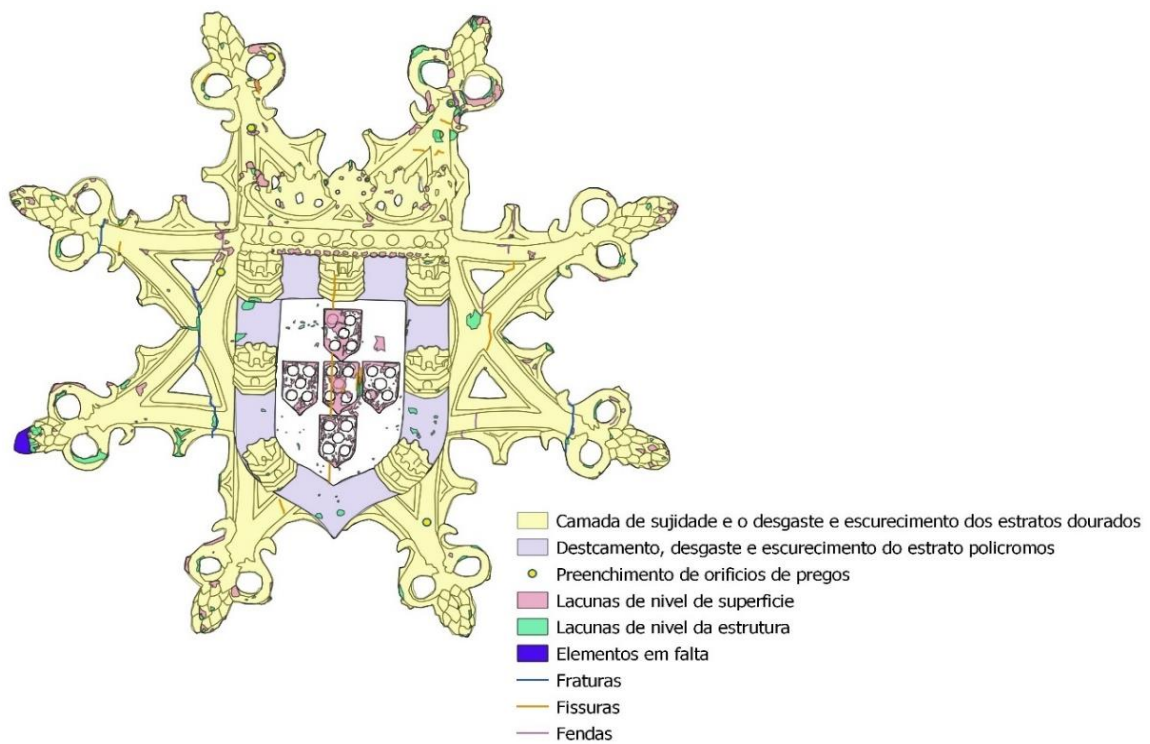 Camada de sujidade e o desgaste e escurecimento dos estratos dourados
Destcamento, desgaste e escurecimento do estrato policromos
Preenchimento de orificios de pregos
Lacunas de nivel de superficie
Lacunas de nivel da estrutura
Elementos em falta
Fraturas
Fissuras
Fendas